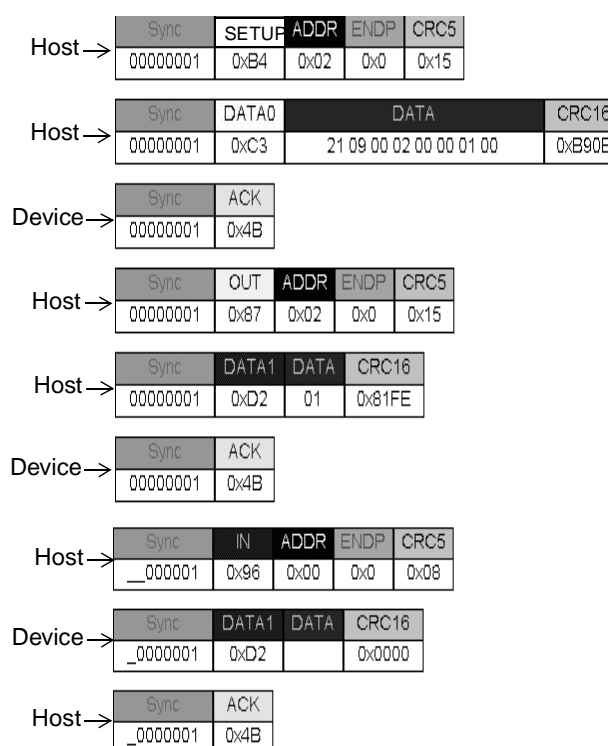 Sync SETUP ADDR ENDP CRC5
Host 00000001 0xB4 0x02 0x0 0x15
Sync DATA0 DATA CRC16
Host 00000001 0xC3 21 09 00 02 00 00 01 00 0xB90E
Sync ACK
Device 00000001 0x4B
Sync OUT ADDR ENDP CRC5
Host 00000001 0x87 0x02 0x0 0x15
Sync DATA1 DATA CRC16
Host 00000001 0xD2 01 0x81FE
Sync ACK
Device 00000001 0x4B
Sync IN ADDR ENDP CRC5
Host __000001 0x96 0x00 0x0 0x08
Sync DATA1 DATA CRC16
Device _0000001 0xD2 0x0000
Sync ACK
Host _0000001 0x4B